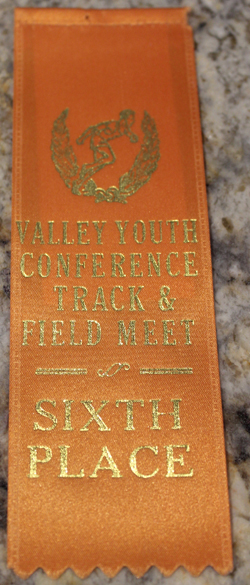 VALLEY YOUTH
CONFERENCE
TRACK &
FIELD MEET
SIXTH
PLACE